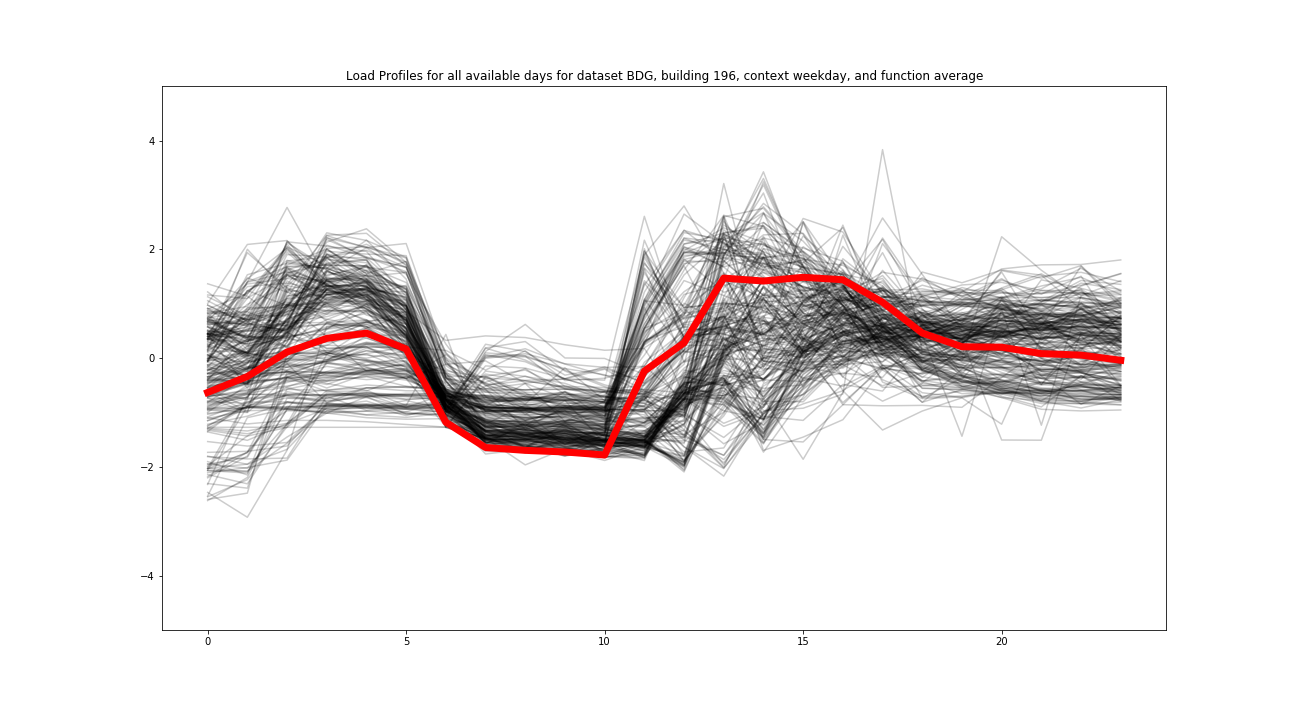 Load Profiles for all available days for dataset BDG, building 196, context weekday, and function average
4
2
0
−2
−4
0 5 10 15 20